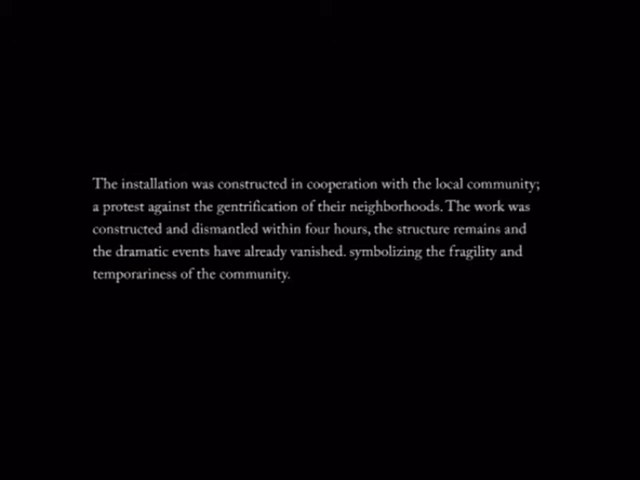 The installation was constructed in cooperation with the local community;
a protest against the gentrification of their neighborhoods. The work was
constructed and dismantled within four hours, the structure remains and
the dramatic events have already vanished. symbolizing the fragility and
temporariness of the community.